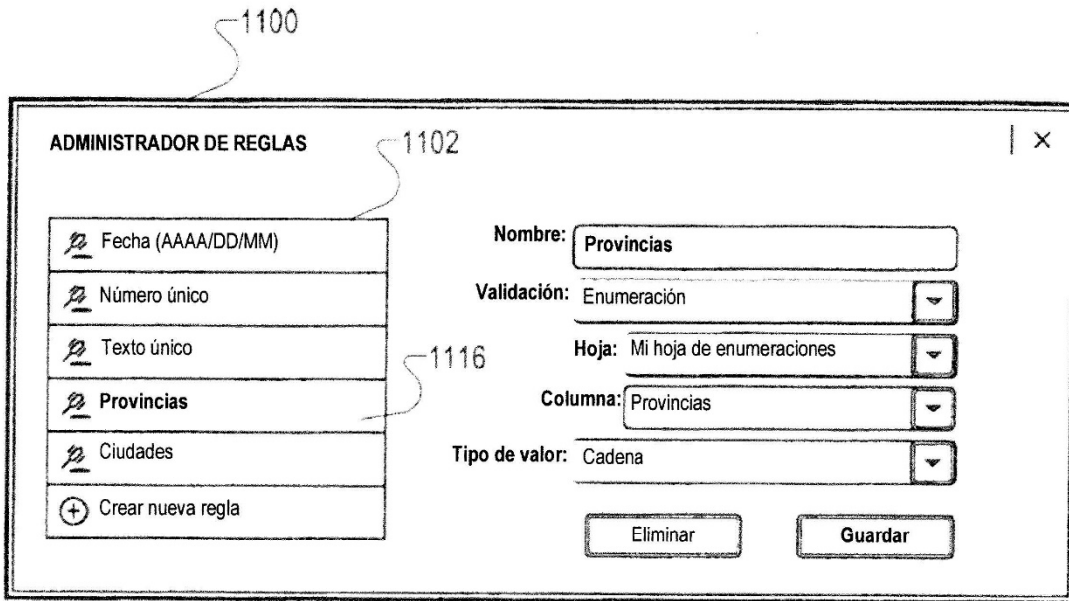 1100
ADMINISTRADOR DE REGLAS
1102
Fecha (AAAA/DD/MM)
Número único
Texto único
1116
Provincias
Ciudades
Crear nueva regla
Nombre: Provincias
Validación: Enumeración
Hoja: Mi hoja de enumeraciones
Columna: Provincias
Tipo de valor: Cadena
Eliminar
Guardar